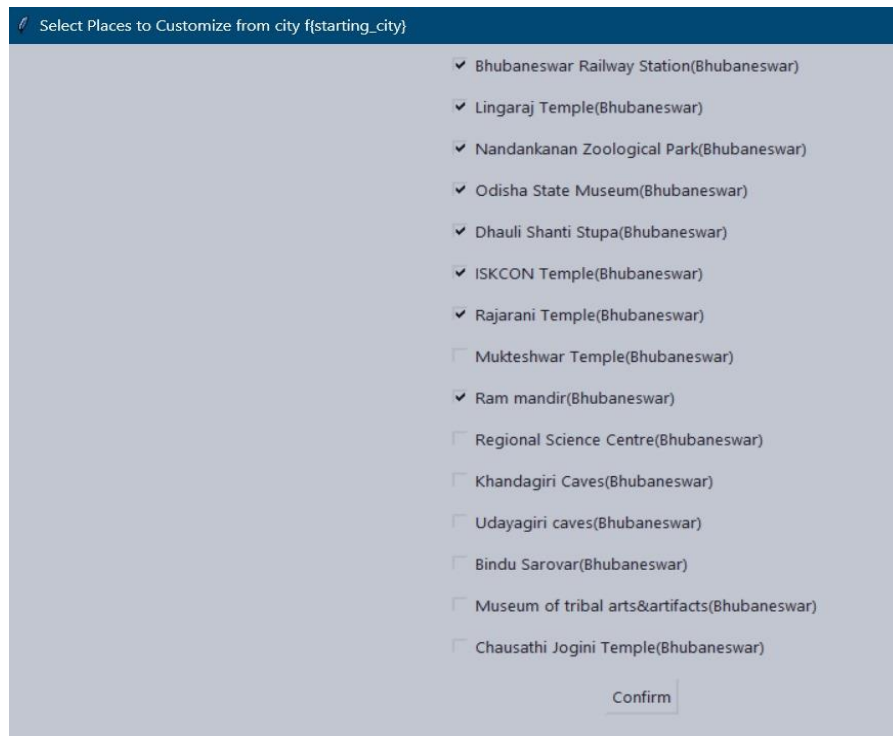 Select Places to Customize from city f{starting_city}
Bhubaneswar Railway Station(Bhubaneswar)
Lingaraj Temple(Bhubaneswar)
Nandankanan Zoological Park(Bhubaneswar)
Odisha State Museum(Bhubaneswar)
Dhauli Shanti Stupa(Bhubaneswar)
ISKCON Temple(Bhubaneswar)
Rajarani Temple(Bhubaneswar)
Mukteshwar Temple(Bhubaneswar)
Ram mandir(Bhubaneswar)
Regional Science Centre(Bhubaneswar)
Khandagiri Caves(Bhubaneswar)
Udayagiri caves(Bhubaneswar)
Bindu Sarovar(Bhubaneswar)
Museum of tribal arts&artifacts(Bhubaneswar)
Chausathi Jogini Temple(Bhubaneswar)
Confirm